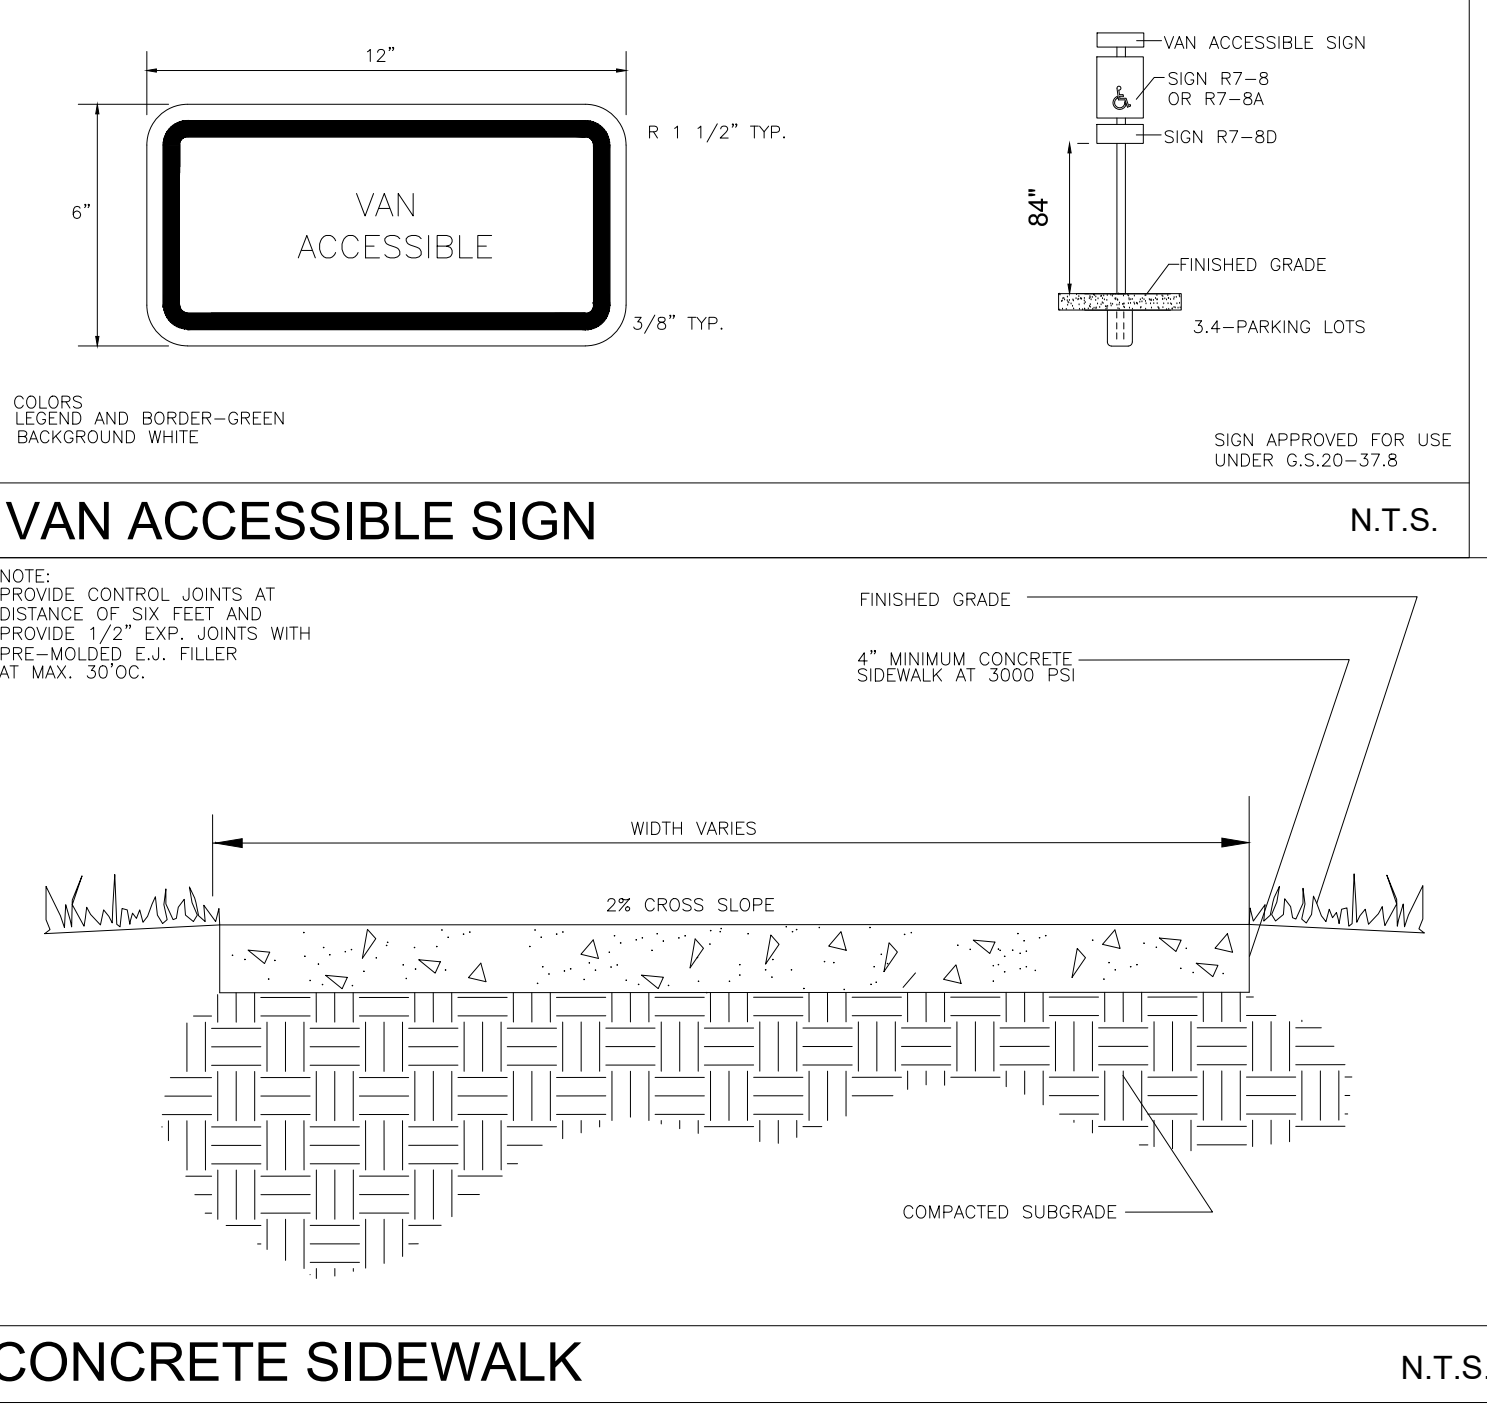 12”
R 1 1/2” TYP.
6”
VAN
ACCESSIBLE
3/8” TYP.
COLORS
LEGEND AND BORDER-GREEN
BACKGROUND WHITE
VAN ACCESSIBLE SIGN
SIGN R7-8
OR R7-8A
SIGN R7-8D
84"
FINISHED GRADE
3.4-PARKING LOTS
SIGN APPROVED FOR USE
UNDER G.S.20-37.8
VAN ACCESSIBLE SIGN
N.T.S.
NOTE:
PROVIDE CONTROL JOINTS AT
DISTANCE OF SIX FEET AND
PROVIDE 1/2” EXP. JOINTS WITH
PRE-MOLDED E.J. FILLER
AT MAX. 30'OC.
FINISHED GRADE
4” MINIMUM CONCRETE
SIDEWALK AT 3000 PSI
WIDTH VARIES
2% CROSS SLOPE
COMPACTED SUBGRADE
CONCRETE SIDEWALK
N.T.S.